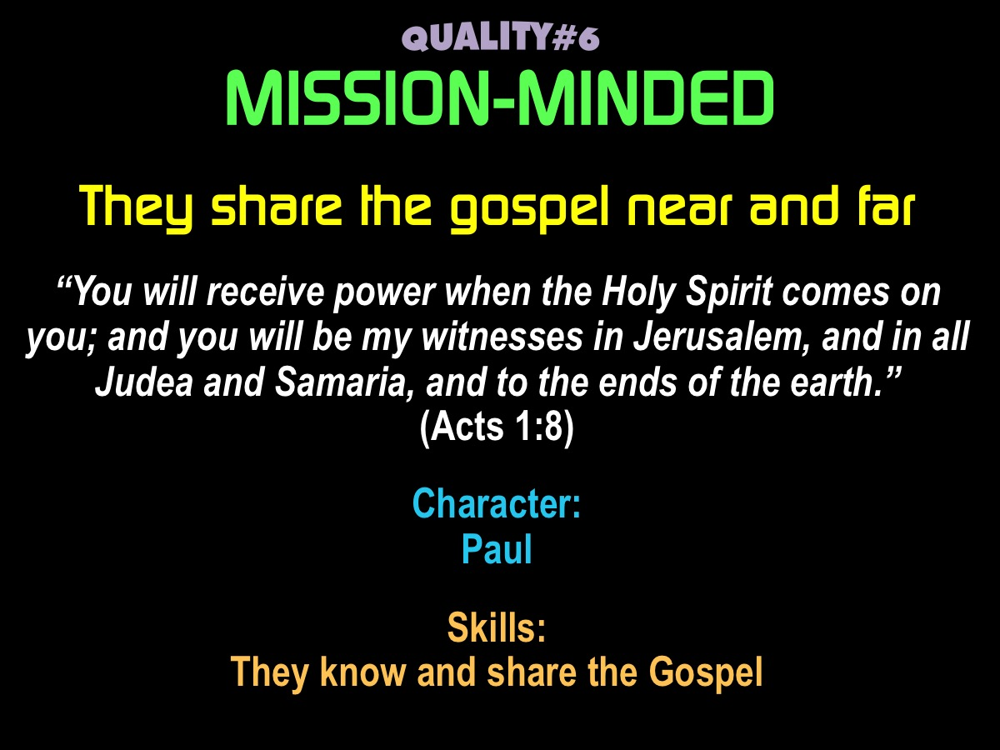 QUALITY#6
MISSION-MINDED
They share the gospel near and far
“You will receive power when the Holy Spirit comes on
you; and you will be my witnesses in Jerusalem, and in all
Judea and Samaria, and to the ends of the earth.”
(Acts 1:8)
Character:
Paul
Skills:
They know and share the Gospel